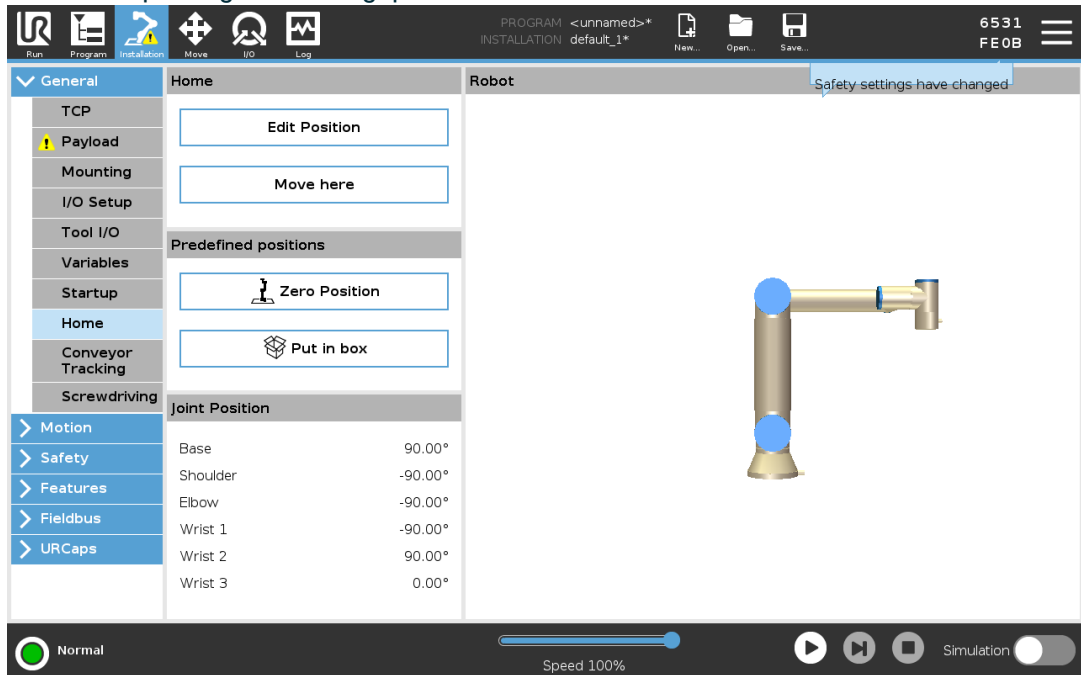 Run
Program
Installation
Move
I/O
Log
PROGRAM <unnamed>*
INSTALLATION default_1*
New...
Open...
Save...
6531
FE0B
General
TCP
Payload
Mounting
I/O Setup
Tool I/O
Variables
Startup
Home
Conveyor
Tracking
Screwdriving
Motion
Safety
Features
Fieldbus
URCaps
Home
Edit Position
Move here
Predefined positions
Zero Position
Put in box
Joint Position
Base 90.00°
Shoulder -90.00°
Elbow -90.00°
Wrist 1 -90.00°
Wrist 2 90.00°
Wrist 3 0.00°
Robot
Safety settings have changed
Normal
Speed 100%
Simulation